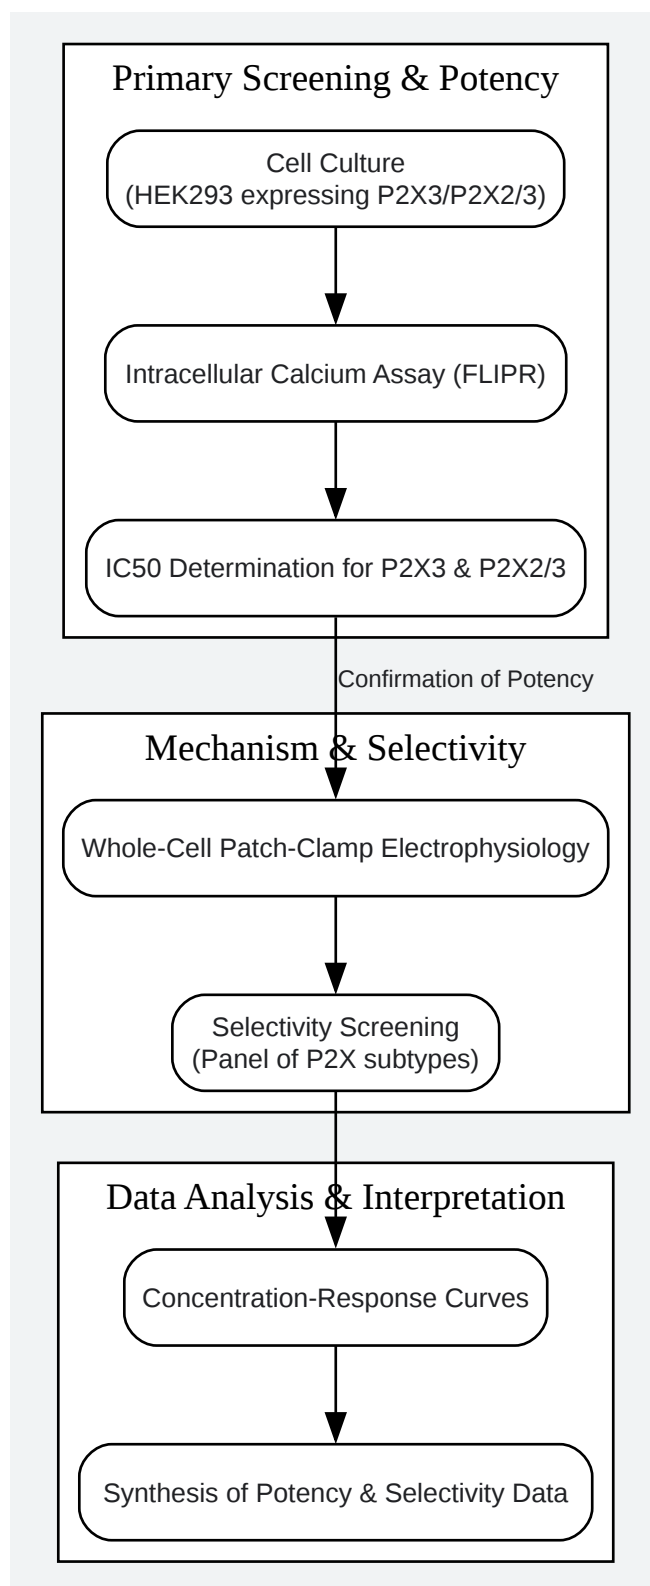 Primary Screening & Potency
Cell Culture
(HEK293 expressing P2X3/P2X2/3)
Intracellular Calcium Assay (FLIPR)
IC50 Determination for P2X3 & P2X2/3
Confirmation of Potency
Mechanism & Selectivity
Whole-Cell Patch-Clamp Electrophysiology
Selectivity Screening
(Panel of P2X subtypes)
Data Analysis & Interpretation
Concentration-Response Curves
Synthesis of Potency & Selectivity Data